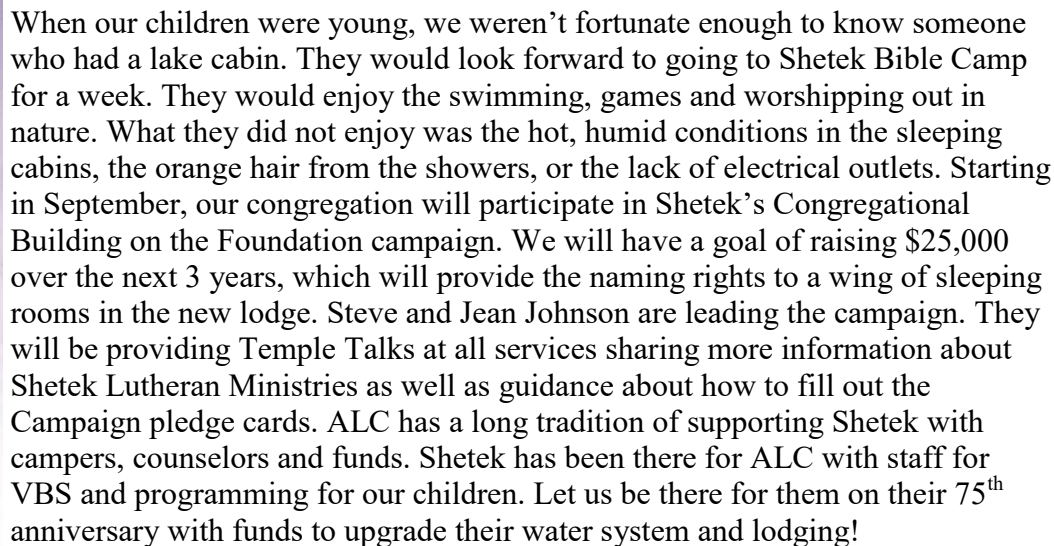 When our children were young, we weren’t fortunate enough to know someone
who had a lake cabin. They would look forward to going to Shetek Bible Camp
for a week. They would enjoy the swimming, games and worshipping out in
nature. What they did not enjoy was the hot, humid conditions in the sleeping
cabins, the orange hair from the showers, or the lack of electrical outlets. Starting
in September, our congregation will participate in Shetek’s Congregational
Building on the Foundation campaign. We will have a goal of raising $25,000
over the next 3 years, which will provide the naming rights to a wing of sleeping
rooms in the new lodge. Steve and Jean Johnson are leading the campaign. They
will be providing Temple Talks at all services sharing more information about
Shetek Lutheran Ministries as well as guidance about how to fill out the
Campaign pledge cards. ALC has a long tradition of supporting Shetek with
campers, counselors and funds. Shetek has been there for ALC with staff for
VBS and programming for our children. Let us be there for them on their 75th
anniversary with funds to upgrade their water system and lodging!